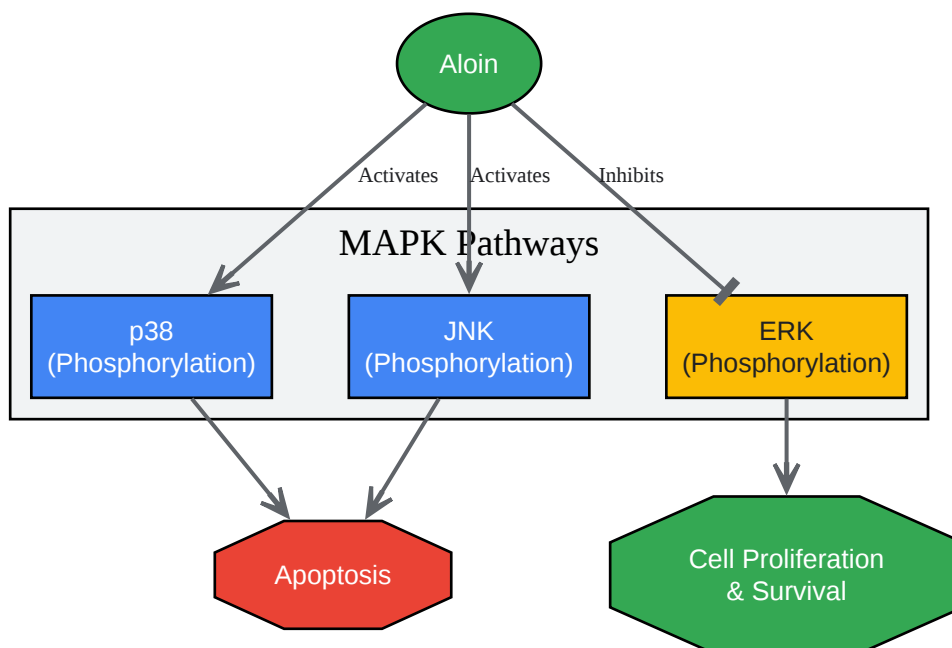 Aloin
Activates
Activates
Inhibits
MAPK Pathways
p38
(Phosphorylation)
JNK
(Phosphorylation)
ERK
(Phosphorylation)
Apoptosis
Cell Proliferation
& Survival